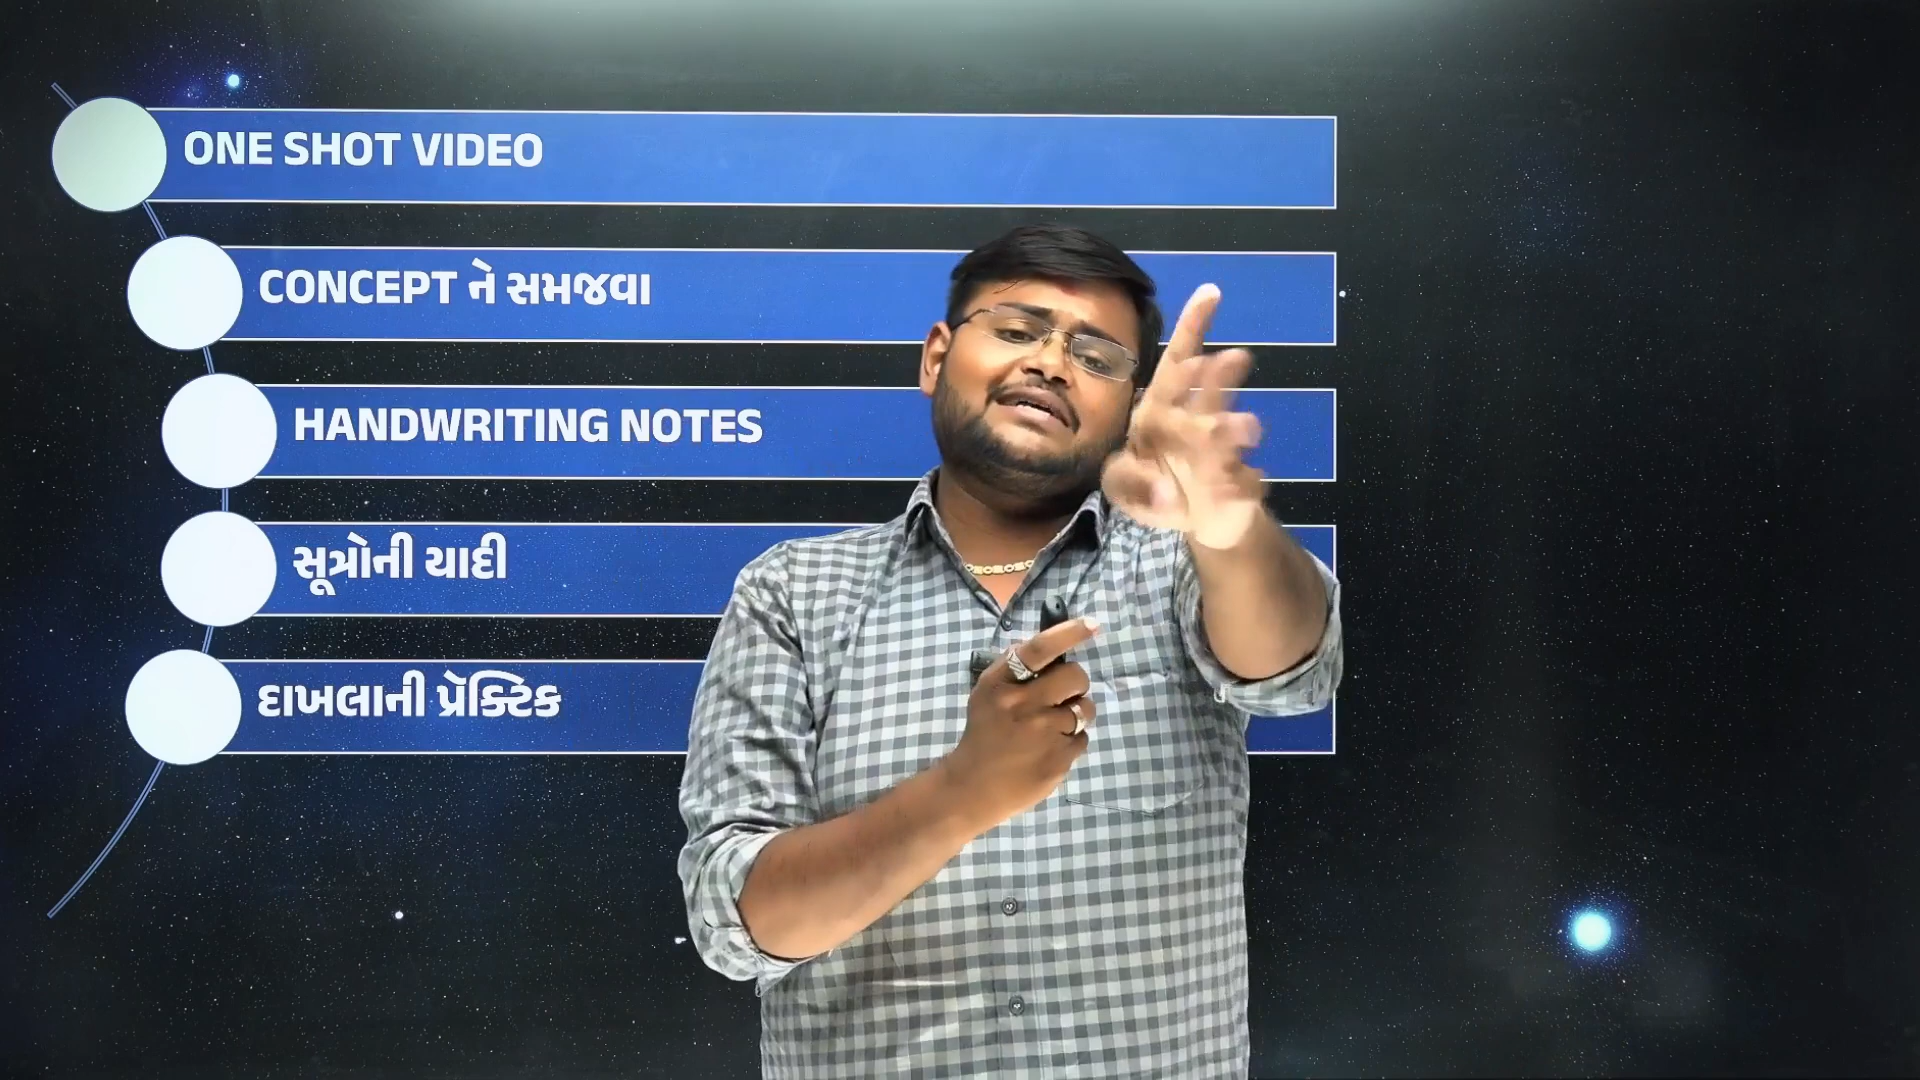 ONE SHOT VIDEO
CONCEPT ને સમજવા
HANDWRITING NOTES
સૂત્રોની યાદી
દાખલાની પ્રૅક્ટિક